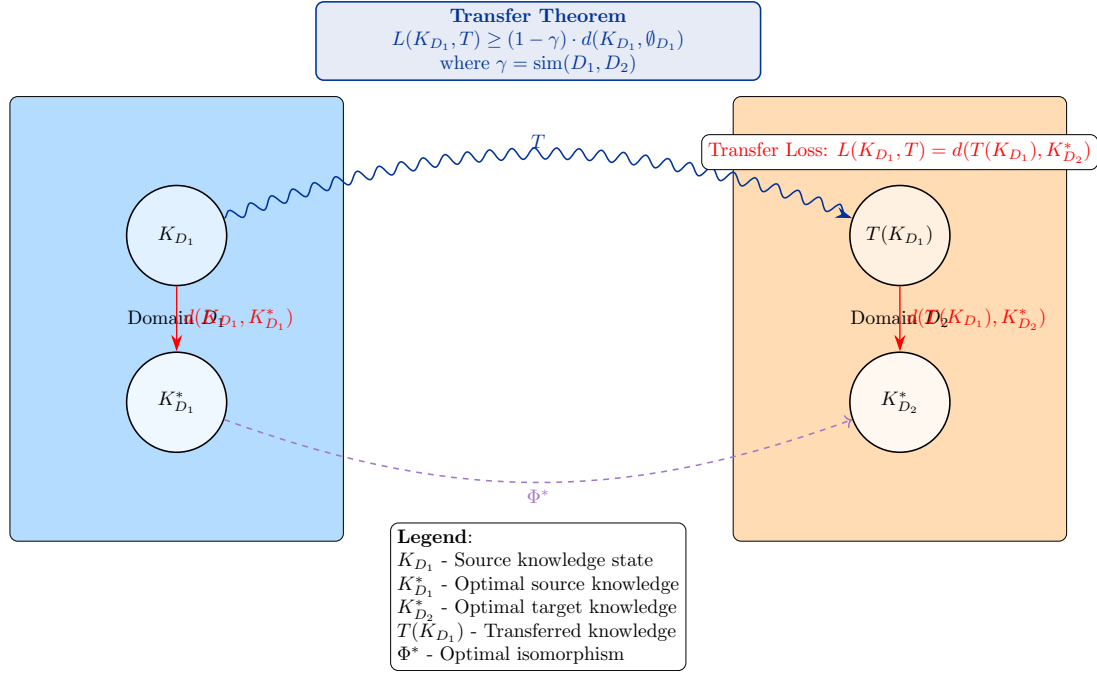 Transfer Theorem
L(K_{D_1}, T) ≥ (1 − γ) · d(K_{D_1}, ∅_{D_1})
where γ = sim(D_1, D_2)
T
Transfer Loss: L(K_{D_1}, T) = d(T(K_{D_1}), K^*_{D_2})
K_{D_1}
T(K_{D_1})
Domain D_1
d(K_{D_1}, K^*_{D_1})
Domain D_2
d(T(K_{D_1}), K^*_{D_2})
K^*_{D_1}
K^*_{D_2}
Φ^*
Legend:
K_{D_1} - Source knowledge state
K^*_{D_1} - Optimal source knowledge
K^*_{D_2} - Optimal target knowledge
T(K_{D_1}) - Transferred knowledge
Φ^* - Optimal isomorphism